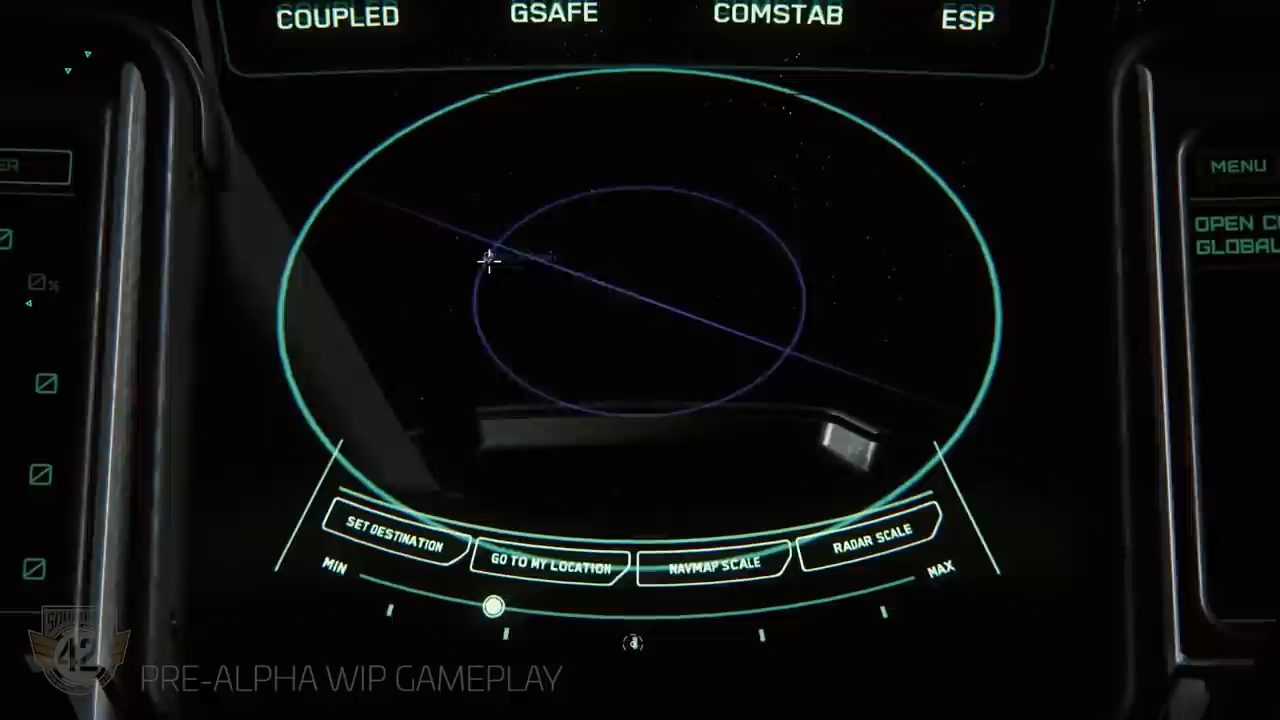 COUPLED GSAFE COMSTAB ESP
MENU
SET DESTINATION
GO TO MY LOCATION
NAVMAP SCALE
RADAR SCALE
MIN
MAX
42
PRE-ALPHA WIP GAMEPLAY